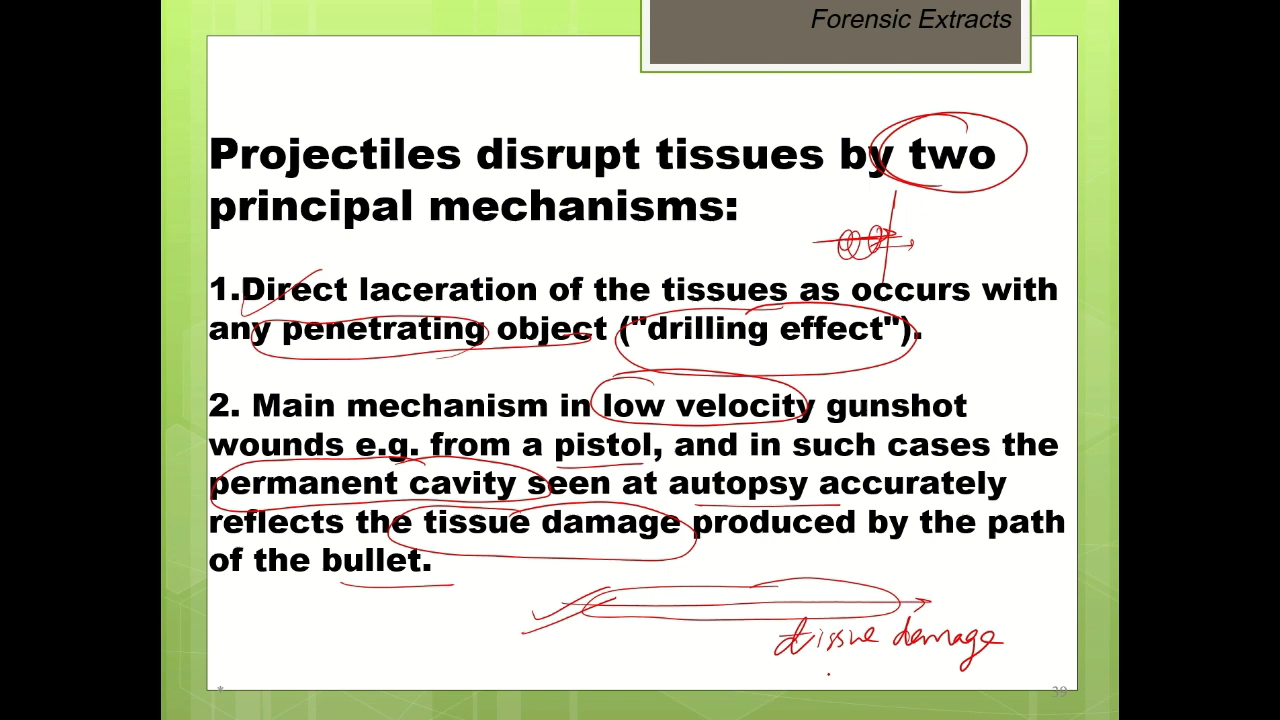 Forensic Extracts
Projectiles disrupt tissues by two
principal mechanisms:
1.Direct laceration of the tissues as occurs with
any penetrating object ("drilling effect").
2. Main mechanism in low velocity gunshot
wounds e.g. from a pistol, and in such cases the
permanent cavity seen at autopsy accurately
reflects the tissue damage produced by the path
of the bullet.
tissue damage
*
39